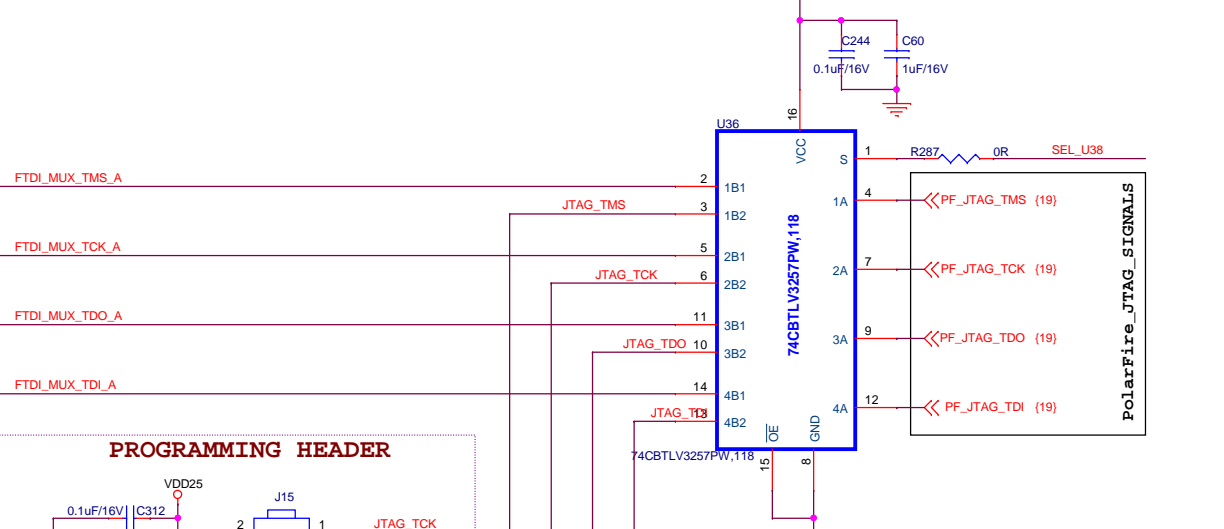 C244
C60
0.1uF/16V
1uF/16V
16
U36
VCC
S
1
R287
0R
SEL_U38
FTDI_MUX_TMS_A
2
1B1
JTAG_TMS
3
1B2
1A
4
PF_JTAG_TMS {19}
FTDI_MUX_TCK_A
5
2B1
JTAG_TCK
6
2B2
2A
7
PF_JTAG_TCK {19}
74CBTLV3257PW,118
PolarFire_JTAG_SIGNALS
FTDI_MUX_TDO_A
11
3B1
JTAG_TDO
10
3B2
3A
9
PF_JTAG_TDO {19}
FTDI_MUX_TDI_A
14
4B1
JTAG_TDI
13
4B2
4A
12
PF_JTAG_TDI {19}
OE
GND
74CBTLV3257PW,118
15
8
PROGRAMMING HEADER
VDD25
0.1uF/16V
C312
J15
2
1
JTAG_TCK